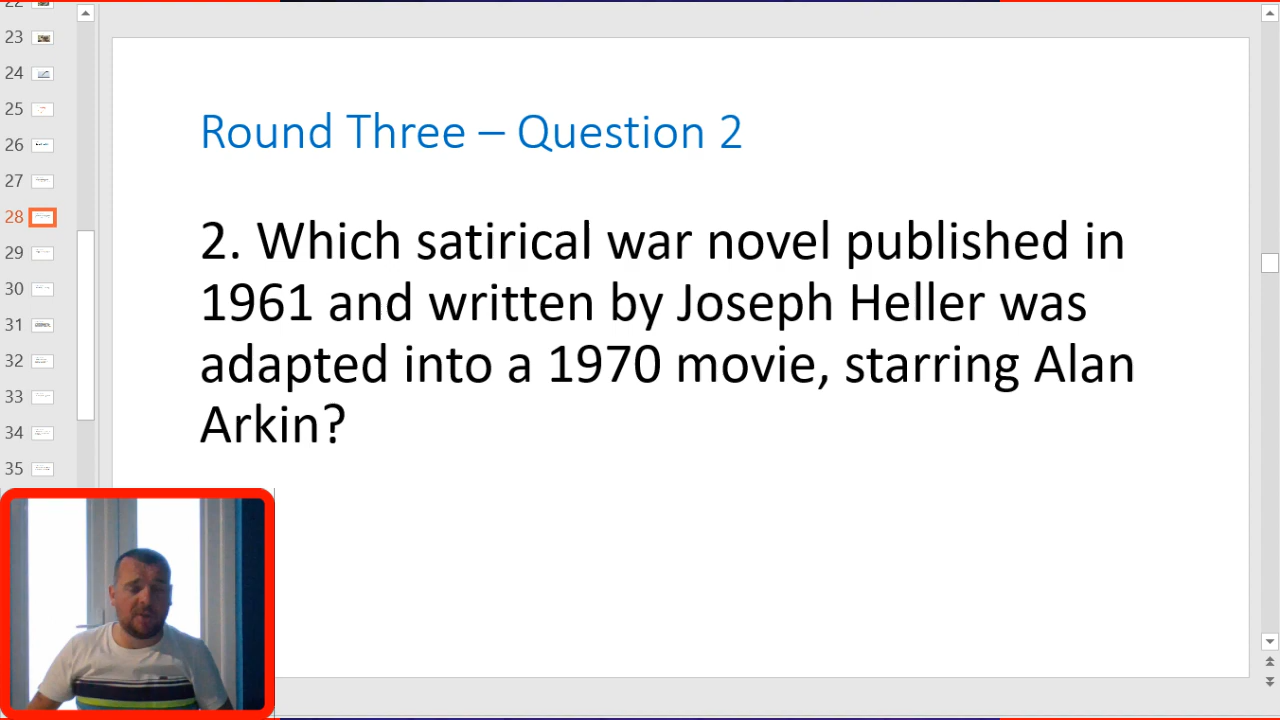 22
23
24
25
26
27
28
29
30
31
32
33
34
35
Round Three – Question 2
2. Which satirical war novel published in
1961 and written by Joseph Heller was
adapted into a 1970 movie, starring Alan
Arkin?